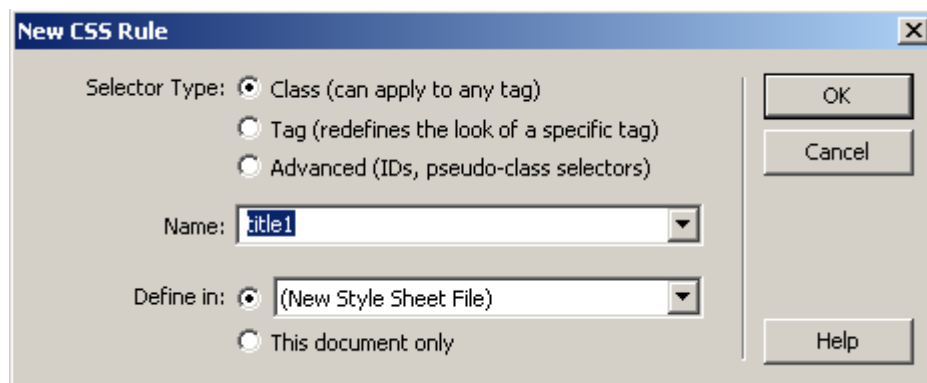 New CSS Rule
Selector Type: Class (can apply to any tag)
Tag (redefines the look of a specific tag)
Advanced (IDs, pseudo-class selectors)
Name: title1
Define in: (New Style Sheet File)
This document only
OK
Cancel
Help